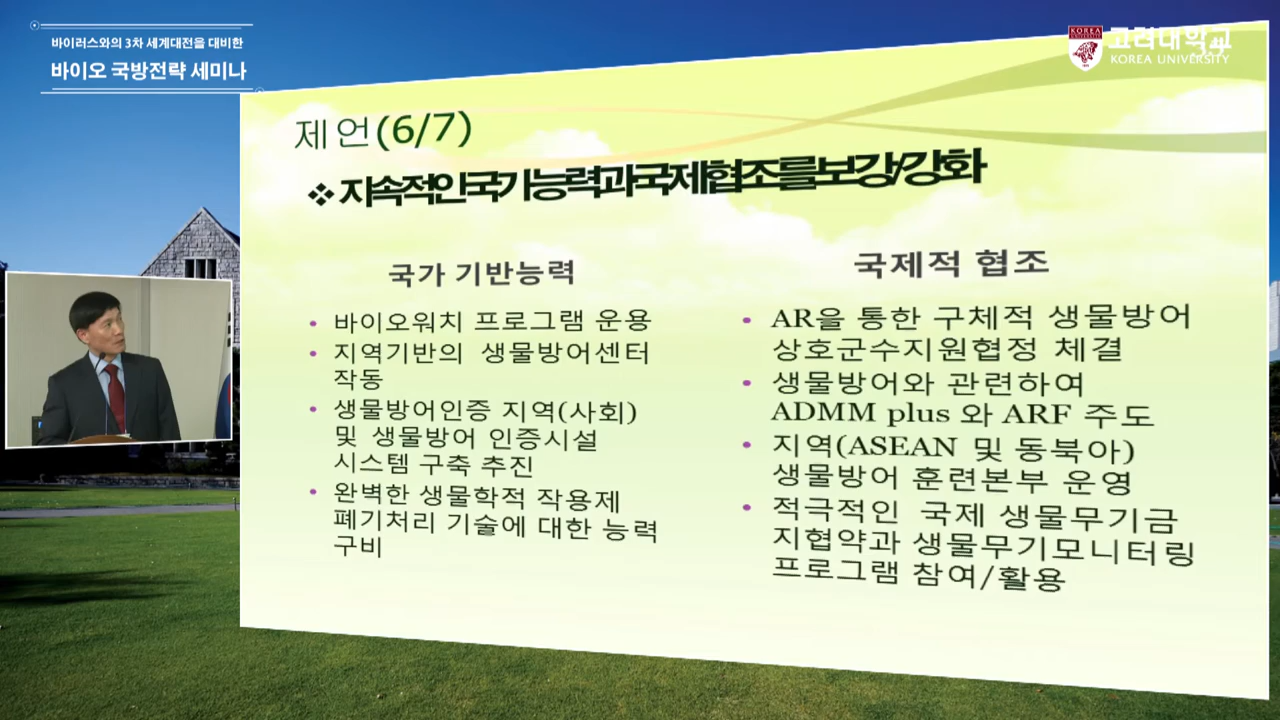 바이러스와의 3차 세계대전을 대비한
바이오 국방전략 세미나
KOREA
UNIVERSITY
고려대학교
KOREA UNIVERSITY
제 언(6/7)
❖ 지속적인국가능력과국제협조를보강/강화
국가 기반능력
• 바이오워치 프로그램 운용
• 지역기반의 생물방어센터
작동
• 생물방어인증 지역(사회)
및 생물방어 인증시설
시스템 구축 추진
• 완벽한 생물학적 작용제
폐기처리 기술에 대한 능력
구비
국제적 협조
• AR을 통한 구체적 생물방어
상호군수지원협정 체결
• 생물방어와 관련하여
ADMM plus 와 ARF 주도
• 지역(ASEAN 및 동북아)
생물방어 훈련본부 운영
• 적극적인 국제 생물무기금
지협약과 생물무기모니터링
프로그램 참여/활용